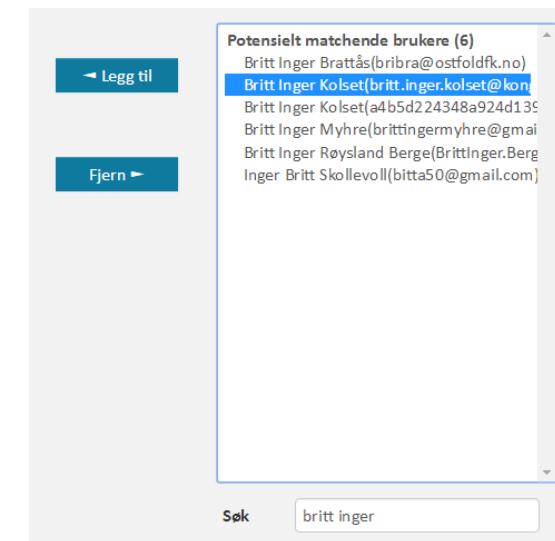 ◄ Legg til
Fjern ►
Potensielt matchende brukere (6)
Britt Inger Brattås(bribra@ostfoldfk.no)
Britt Inger Kolset(britt.inger.kolset@kon
Britt Inger Kolset(a4b5d224348a924d139
Britt Inger Myhre(brittingermyhre@gmai
Britt Inger Røysland Berge(BrittInger.Berg
Inger Britt Skollevoll(bitta50@gmail.com)
Søk
britt inger